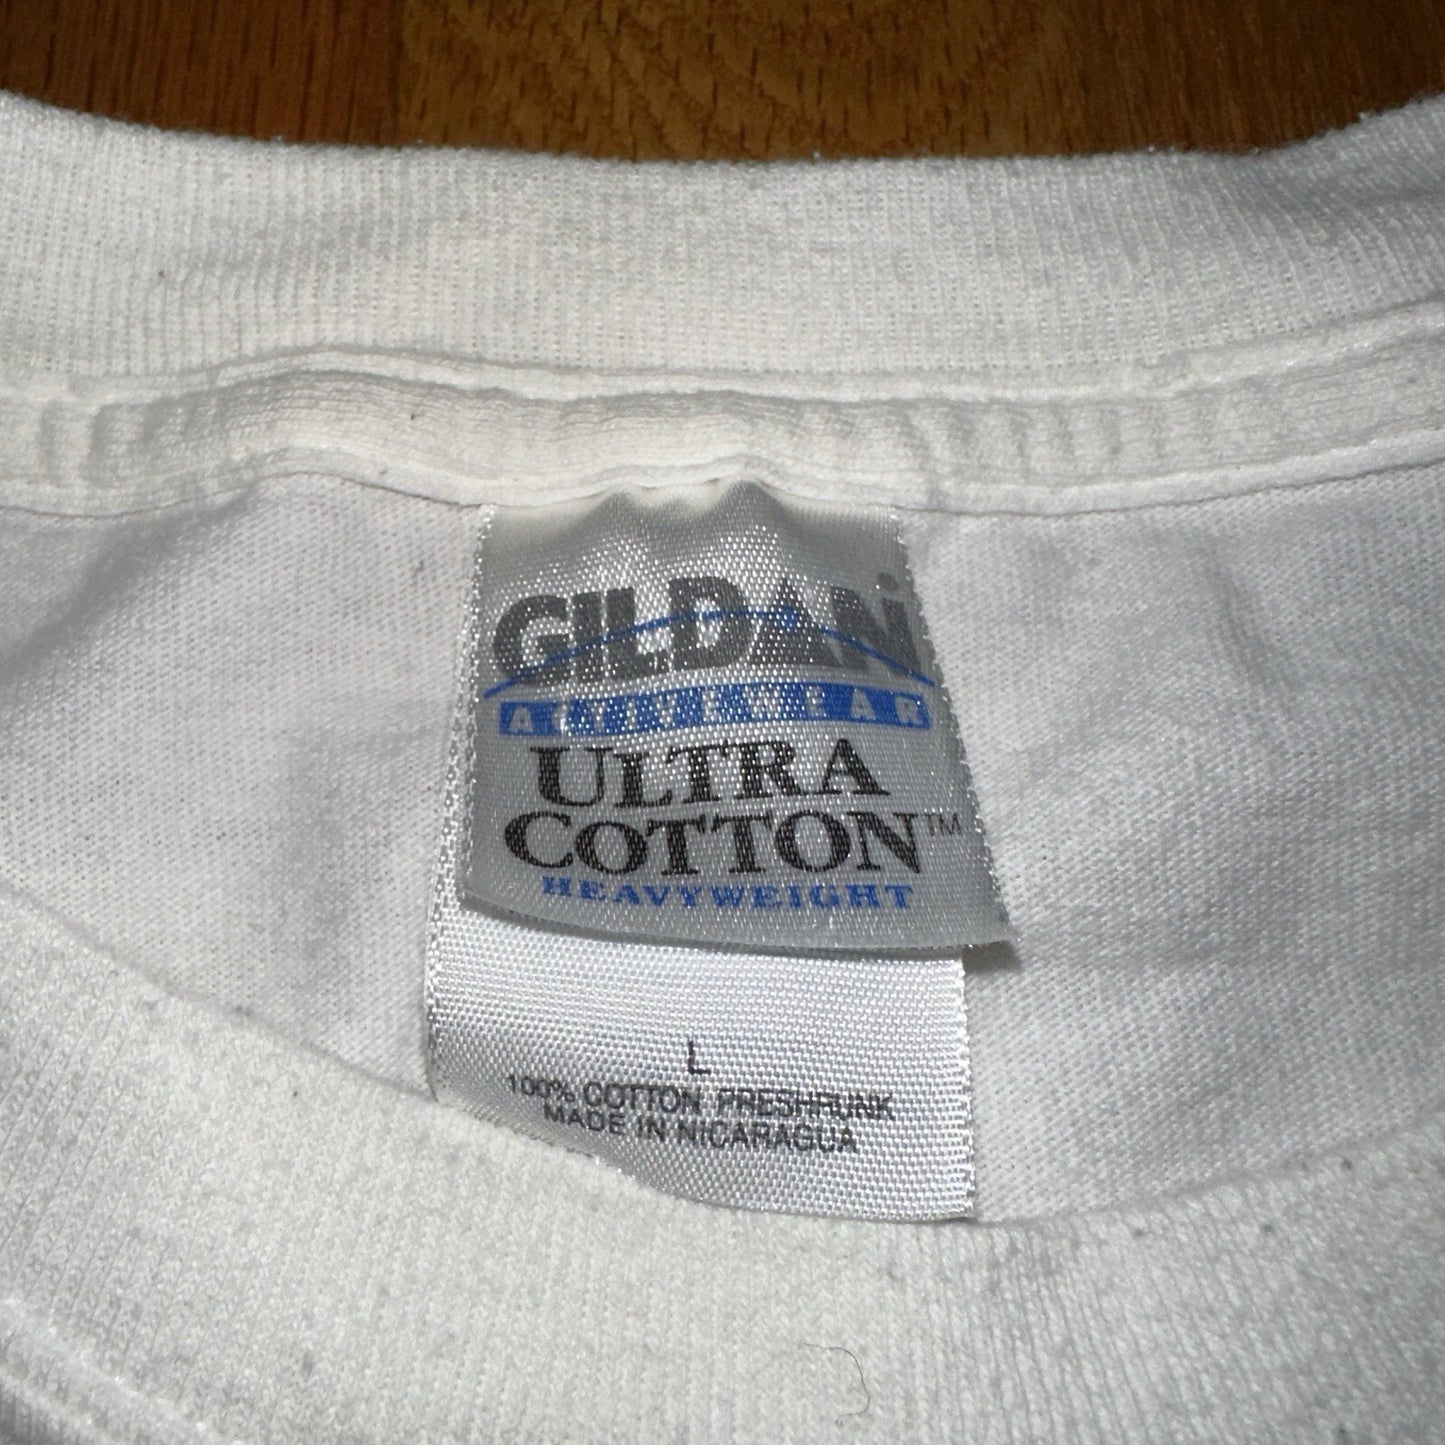 GILDAN
ACTIVEWEAR
ULTRA
COTTON™
HEAVYWEIGHT
L
100% COTTON PRESHRUNK
MADE IN NICARAGUA